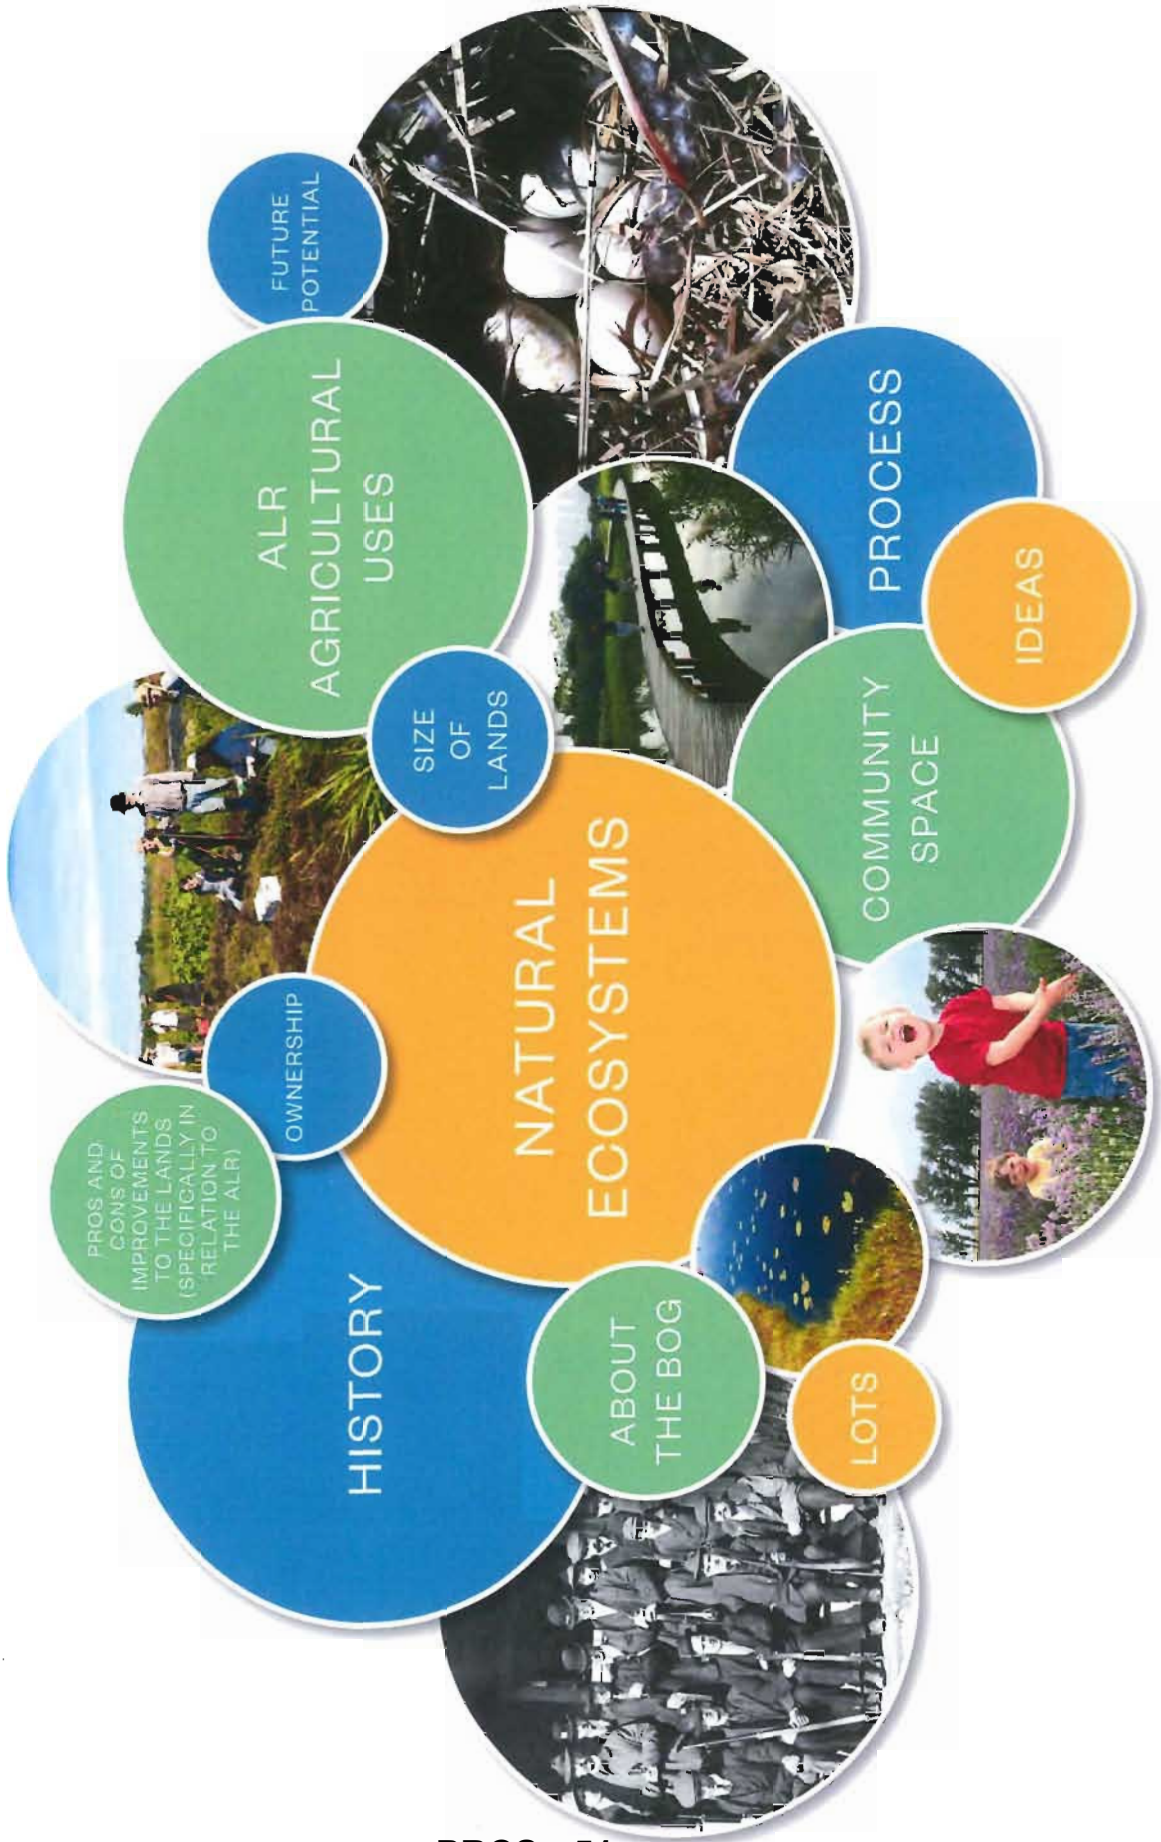 PROS AND
CONS OF
IMPROVEMENTS
TO THE LANDS
(SPECIFICALLY IN
RELATION TO
THE ALR)
OWNERSHIP
HISTORY
ALR
AGRICULTURAL
USES
FUTURE
POTENTIAL
SIZE
OF
LANDS
NATURAL
ECOSYSTEMS
ABOUT
THE BOG
LOTS
COMMUNITY
SPACE
PROCESS
IDEAS